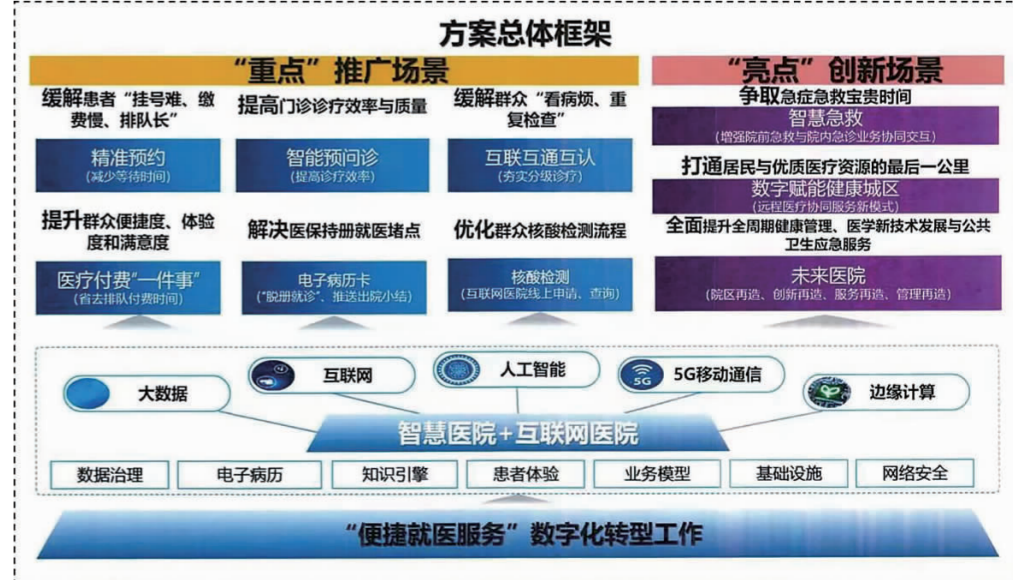 方案总体框架
“重点”推广场景
缓解患者“挂号难、缴
费慢、排队长”
提高门诊诊疗效率与质量
缓解群众“看病烦、重
复检查”
精准预约
(减少等待时间)
智能预问诊
(提高诊疗效率)
互联互通互认
(夯实分级诊疗)
提升群众便捷度、体验
度和满意度
解决医保持册就医堵点
优化群众核酸检测流程
医疗付费“一件事”
(省去排队付费时间)
电子病历卡
(“脱册就诊”、推送出院小结)
核酸检测
(互联网医院线上申请、查询)
“亮点”创新场景
争取急症急救宝贵时间
智慧急救
(增强院前急救与院内急诊业务协同交互)
打通居民与优质医疗资源的最后一公里
数字赋能健康城区
(远程医疗协同服务新模式)
全面提升全周期健康管理、医学新技术发展与公共
卫生应急服务
未来医院
(院区再造、创新再造、服务再造、管理再造)
大数据
互联网
人工智能
5G
5G移动通信
边缘计算
智慧医院+互联网医院
数据治理
电子病历
知识引擎
患者体验
业务模型
基础设施
网络安全
“便捷就医服务”数字化转型工作